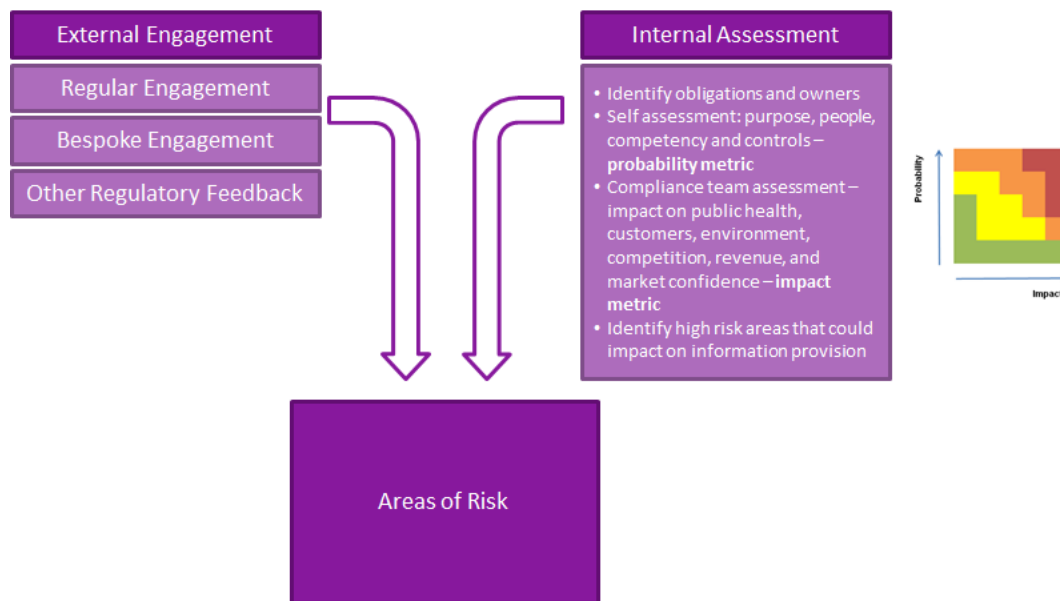 External Engagement
Regular Engagement
Bespoke Engagement
Other Regulatory Feedback
Internal Assessment
• Identify obligations and owners
• Self assessment: purpose, people,
competency and controls –
probability metric
• Compliance team assessment –
impact on public health,
customers, environment,
competition, revenue, and
market confidence – impact
metric
• Identify high risk areas that could
impact on information provision
Probability
Impact
Areas of Risk